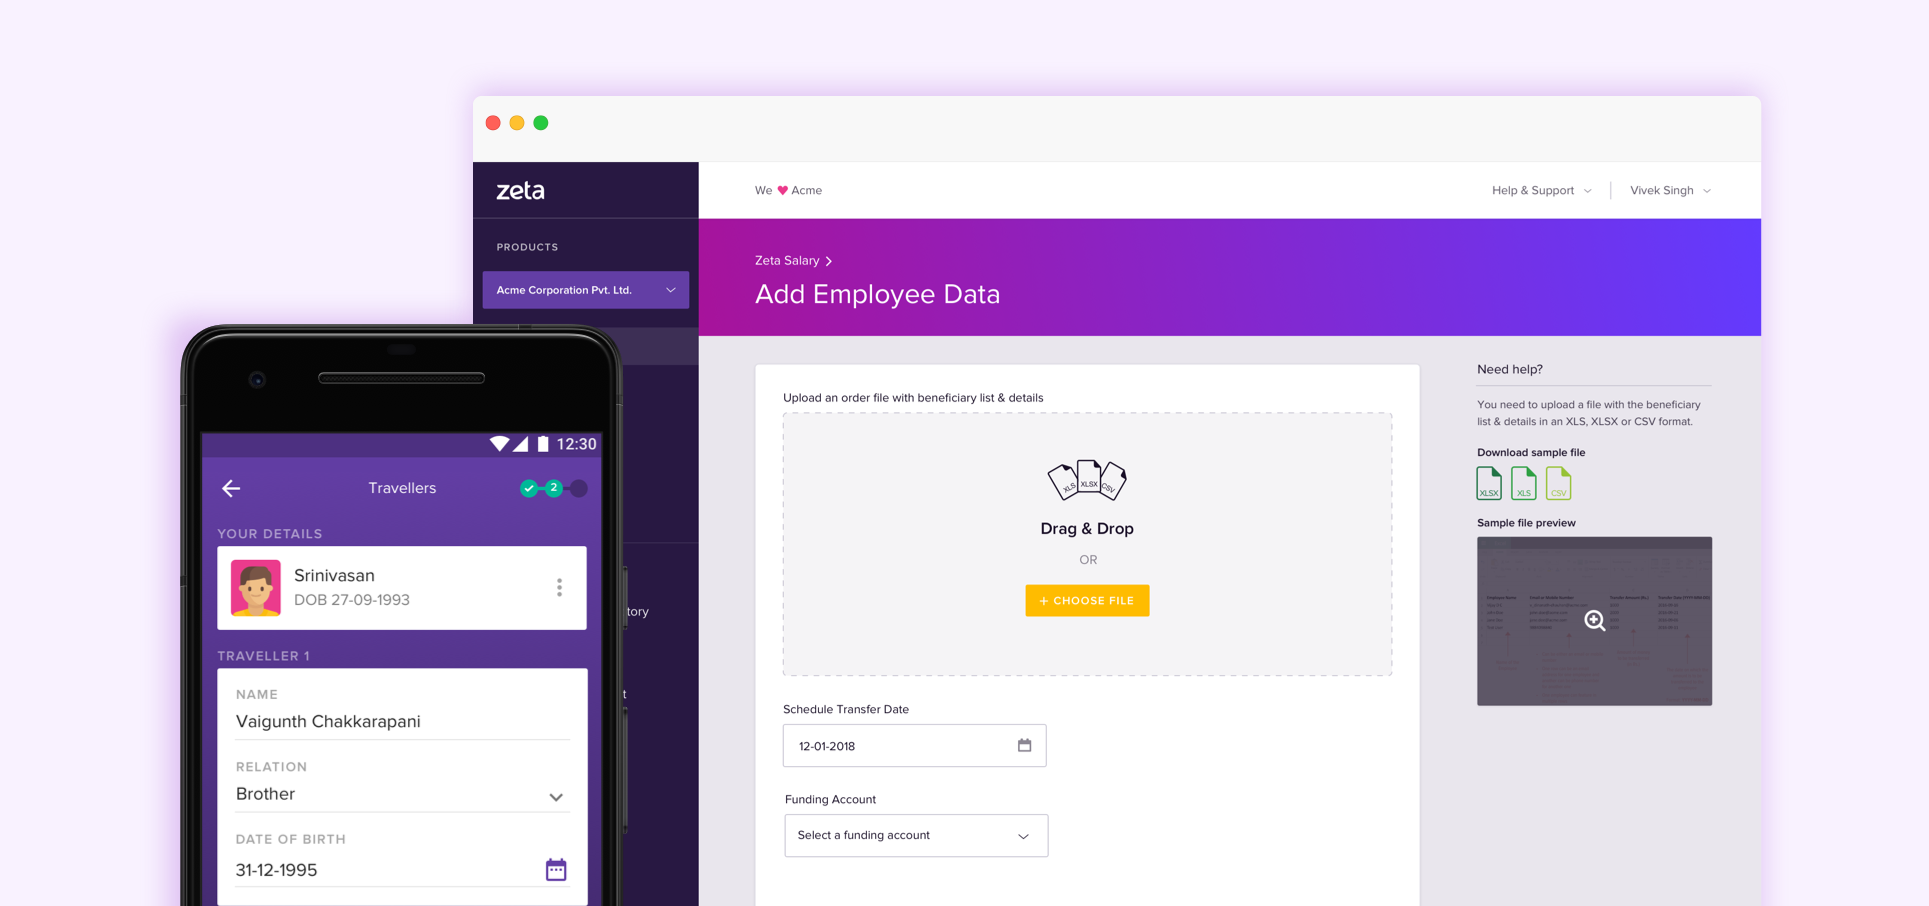 zeta
We ♥ Acme
Help & Support
Vivek Singh
PRODUCTS
Acme Corporation Pvt. Ltd.
Zeta Salary
Add Employee Data
tory
t
Upload an order file with beneficiary list & details
XLS
XLSX
CSV
Drag & Drop
OR
+ CHOOSE FILE
Schedule Transfer Date
12-01-2018
Funding Account
Select a funding account
Need help?
You need to upload a file with the beneficiary
list & details in an XLS, XLSX or CSV format.
Download sample file
XLSX
XLS
CSV
Sample file preview
Employee Name
Transfer Amount (Rs.)
12:30
Travellers
2
YOUR DETAILS
Srinivasan
DOB 27-09-1993
TRAVELLER 1
NAME
Vaigunth Chakkarapani
RELATION
Brother
DATE OF BIRTH
31-12-1995